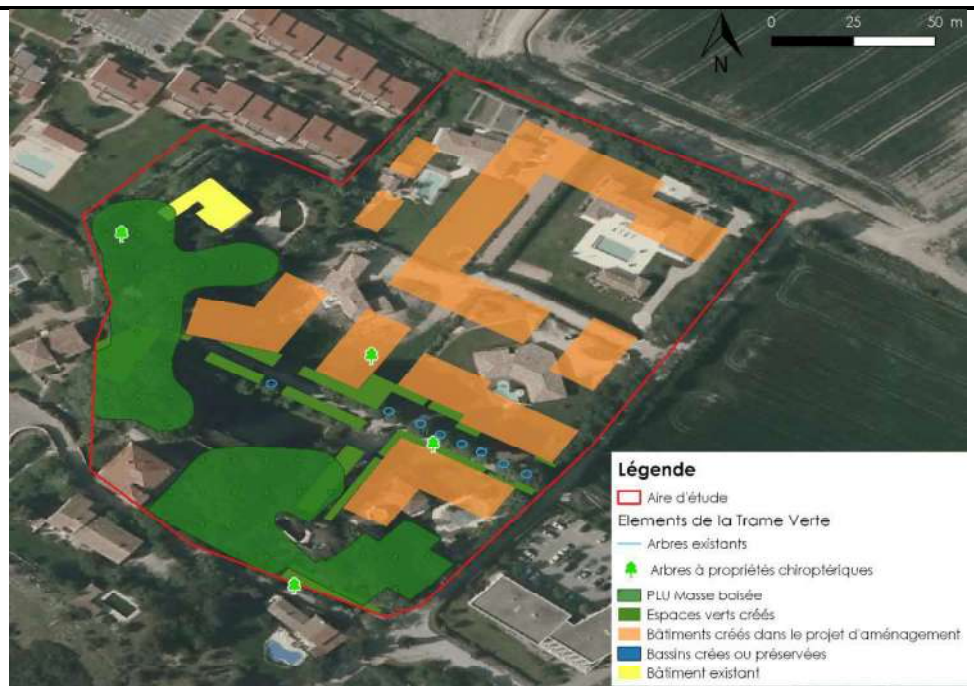 0 25 50 m
N
Légende
Aire d'étude
Elements de la Trame Verte
Arbres existants
Arbres à propriétés chiroptériques
PLU Masse boisée
Espaces verts créés
Bâtiments créés dans le projet d'aménagement
Bassins crées ou préservées
Bâtiment existant